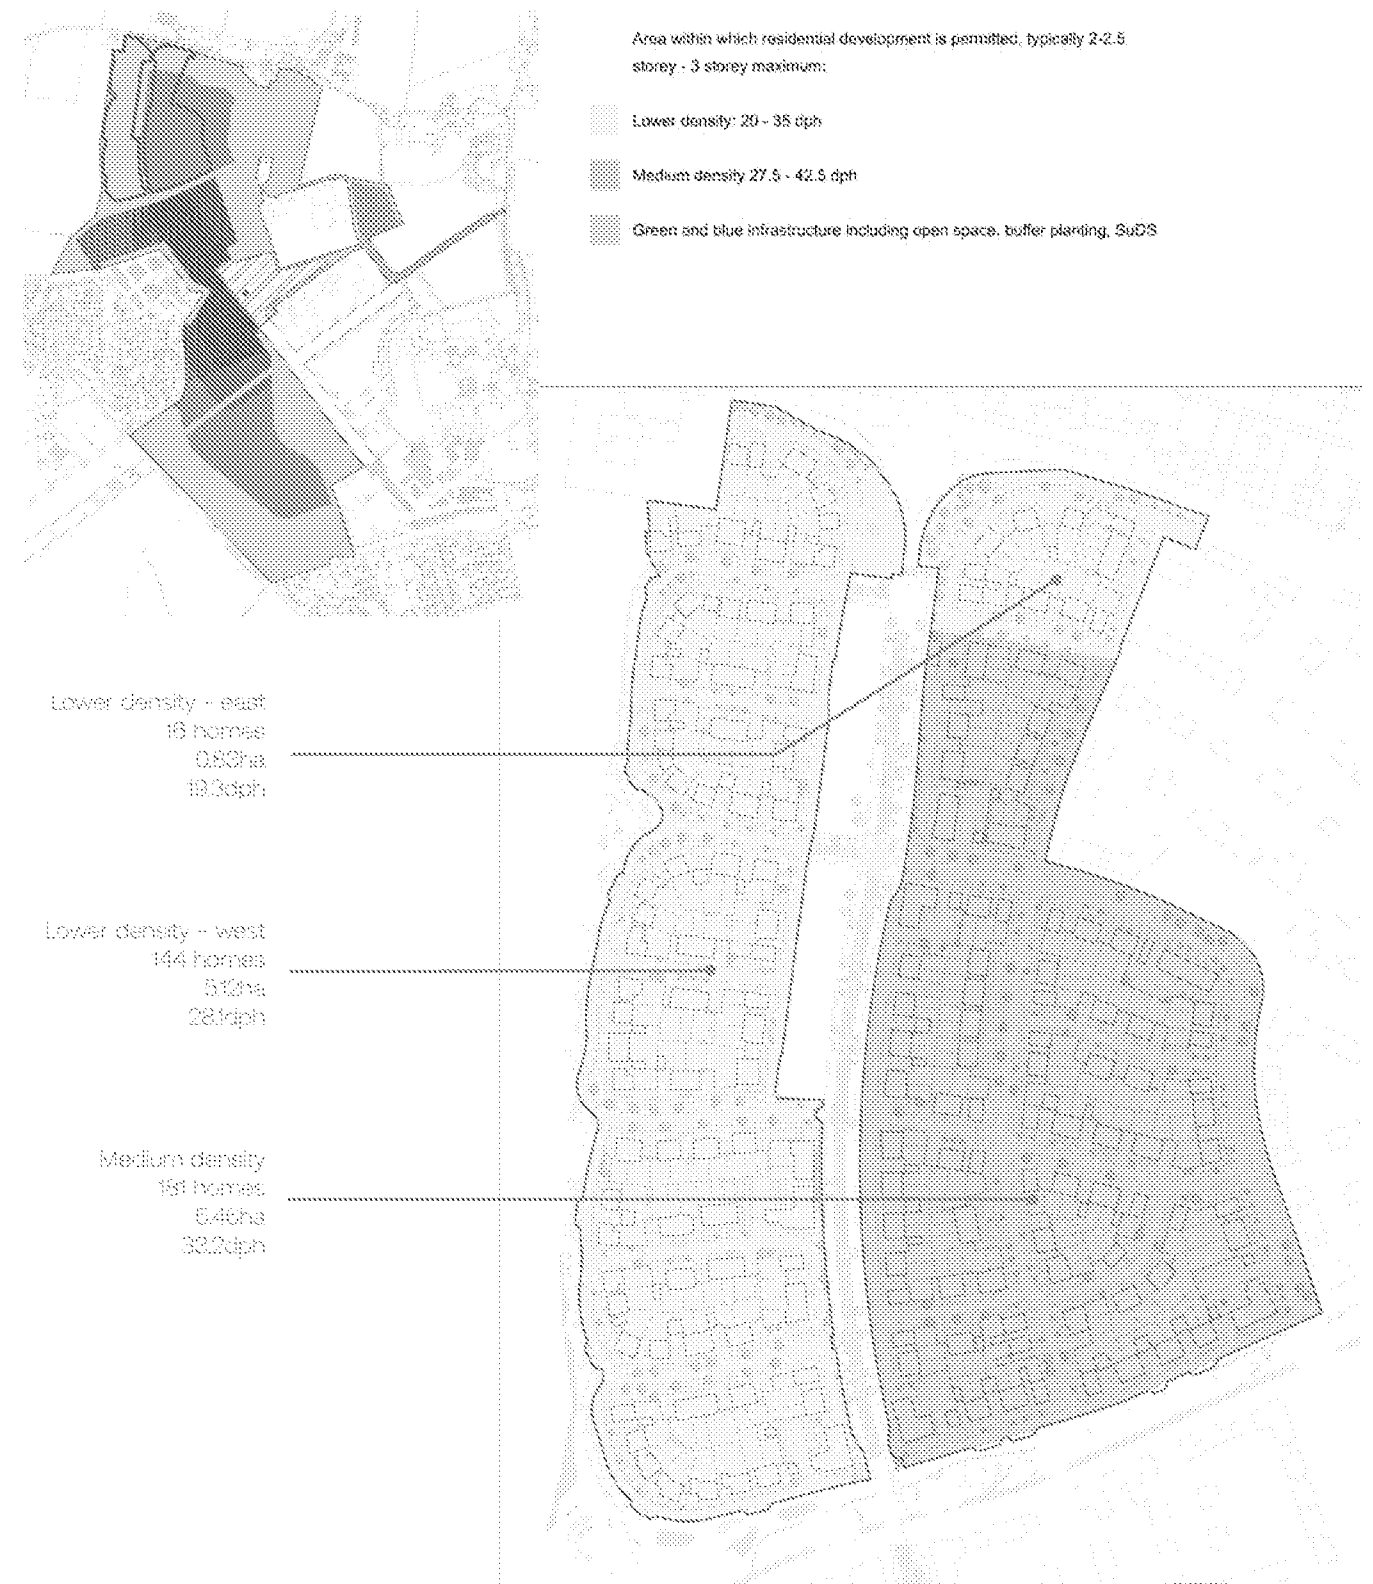 Area within which residential development is permitted, typically 2-2.5
storey - 3 storey maximum:
Lower density: 20 - 35 dph
Medium density 27.5 - 42.5 dph
Green and blue infrastructure including open space, buffer planting, SuDS
Lower density - east
16 homes
0.83ha
19.3dph
Lower density - west
144 homes
5.12ha
28.1dph
Medium density
181 homes
5.46ha
33.2dph